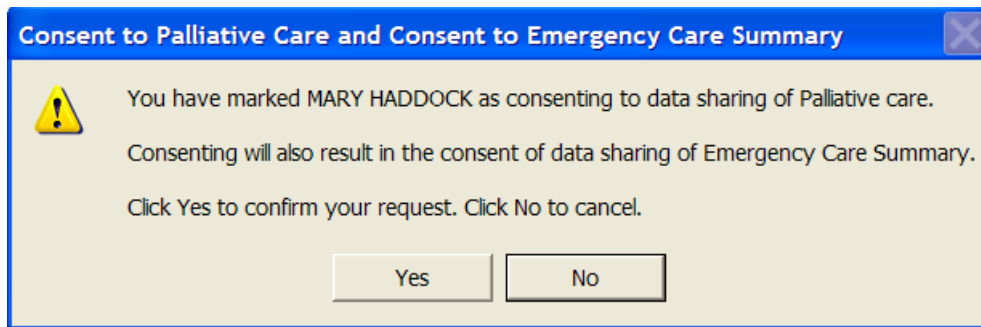 Consent to Palliative Care and Consent to Emergency Care Summary
You have marked MARY HADDOCK as consenting to data sharing of Palliative care.
Consenting will also result in the consent of data sharing of Emergency Care Summary.
Click Yes to confirm your request. Click No to cancel.
Yes No